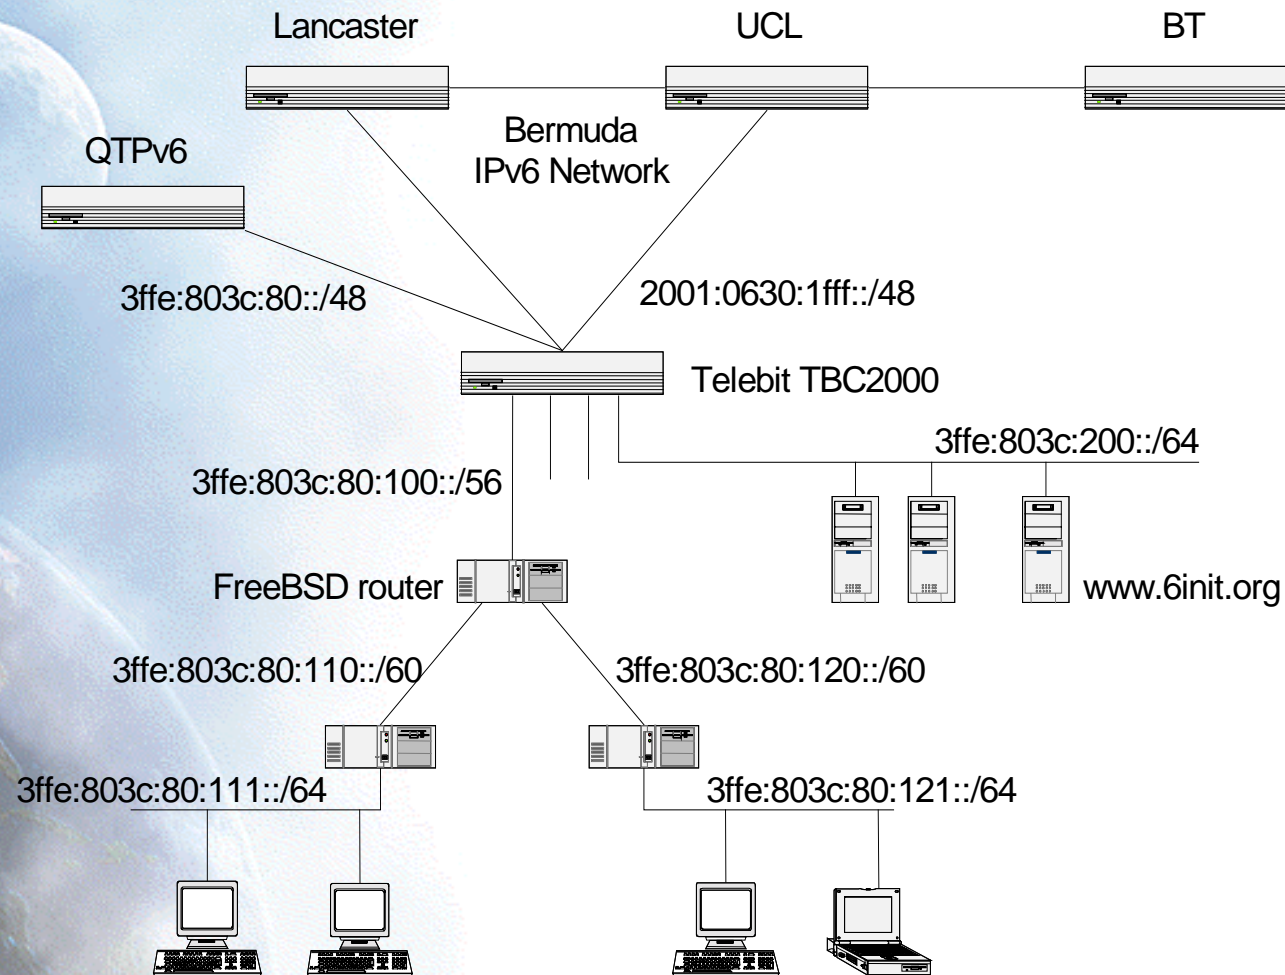 Lancaster
UCL
BT
Bermuda
IPv6 Network
QTPv6
3ffe:803c:80::/48
2001:0630:1fff::/48
Telebit TBC2000
3ffe:803c:200::/64
3ffe:803c:80:100::/56
FreeBSD router
www.6init.org
3ffe:803c:80:110::/60
3ffe:803c:80:120::/60
3ffe:803c:80:111::/64
3ffe:803c:80:121::/64